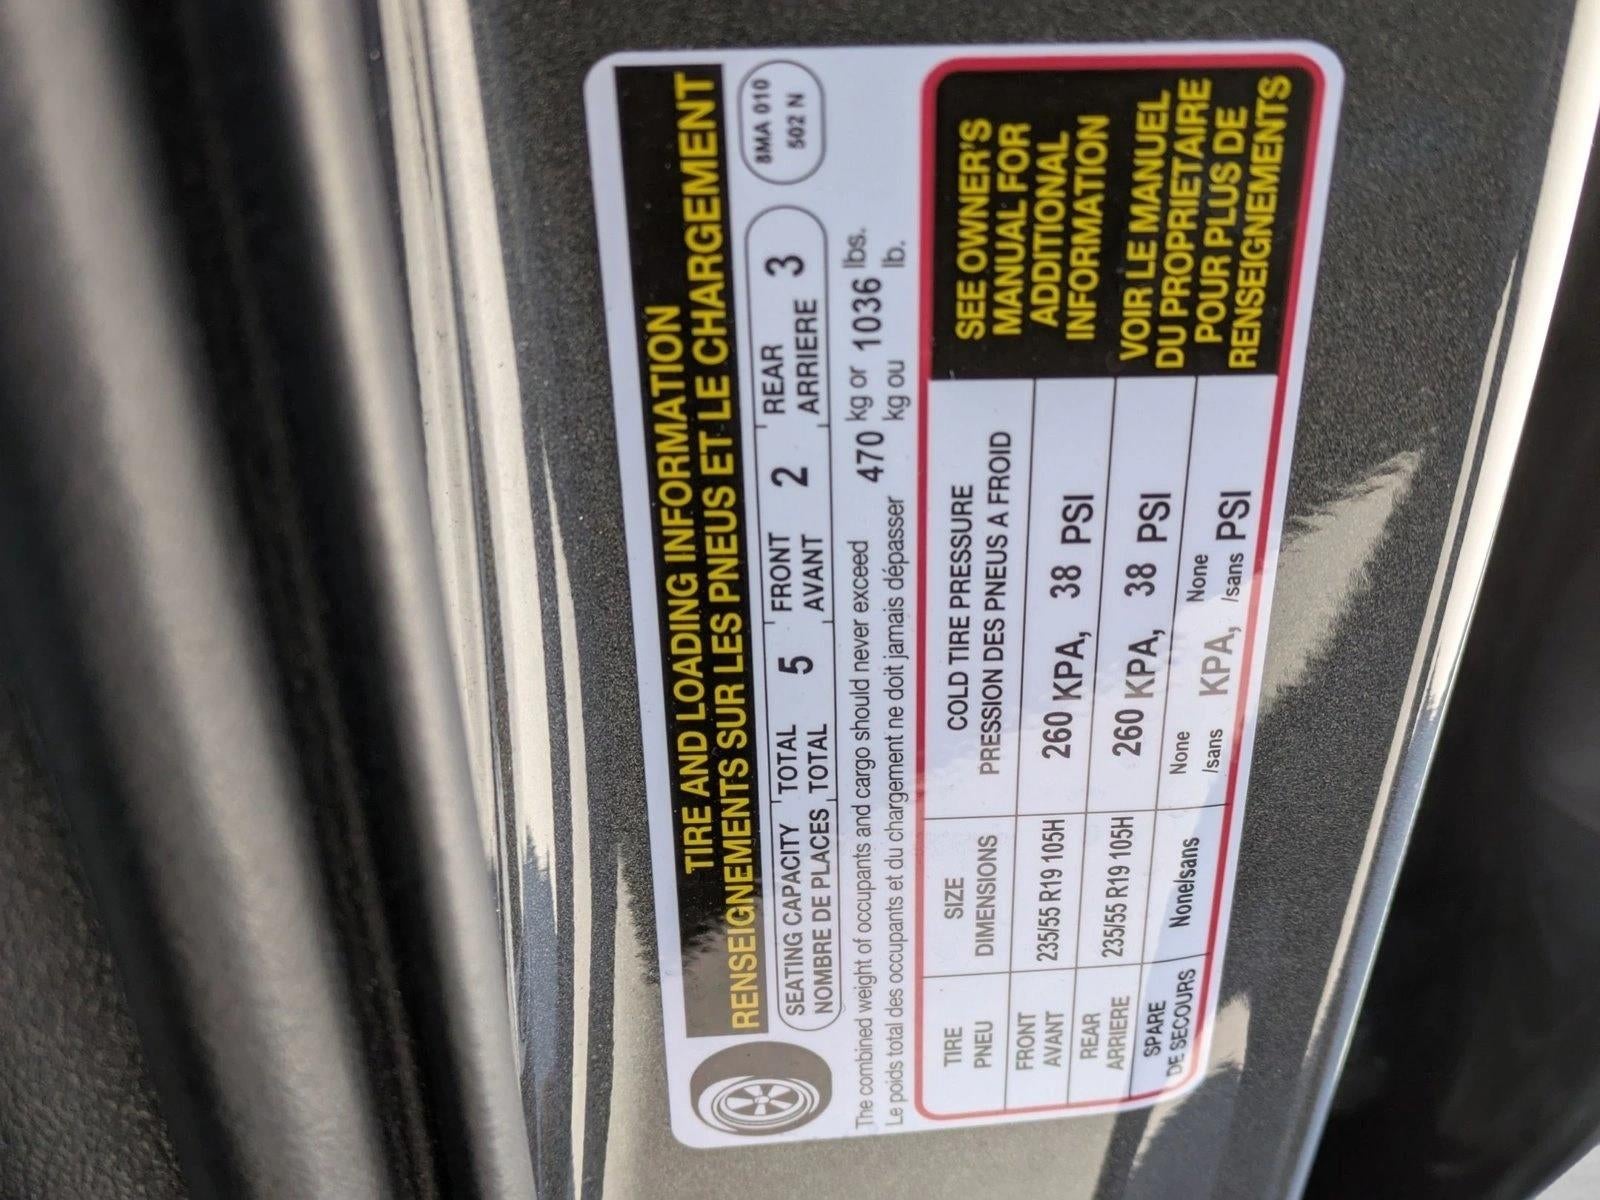 TIRE AND LOADING INFORMATION
RENSEIGNEMENTS SUR LES PNEUS ET LE CHARGEMENT
SEATING CAPACITY TOTAL 5 FRONT 2 REAR 3
NOMBRE DE PLACES TOTAL AVANT ARRIERE
8MA 010
502 N
The combined weight of occupants and cargo should never exceed 470 kg or 1036 lbs.
Le poids total des occupants et du chargement ne doit jamais dépasser kg ou lb.
TIRE SIZE COLD TIRE PRESSURE
PNEU DIMENSIONS PRESSION DES PNEUS A FROID
FRONT
AVANT 235/55 R19 105H 260 KPA, 38 PSI
REAR
ARRIERE 235/55 R19 105H 260 KPA, 38 PSI
SPARE None None
DE SECOURS None/sans /sans KPA, /sans PSI
SEE OWNER'S
MANUAL FOR
ADDITIONAL
INFORMATION
VOIR LE MANUEL
DU PROPRIETAIRE
POUR PLUS DE
RENSEIGNEMENTS